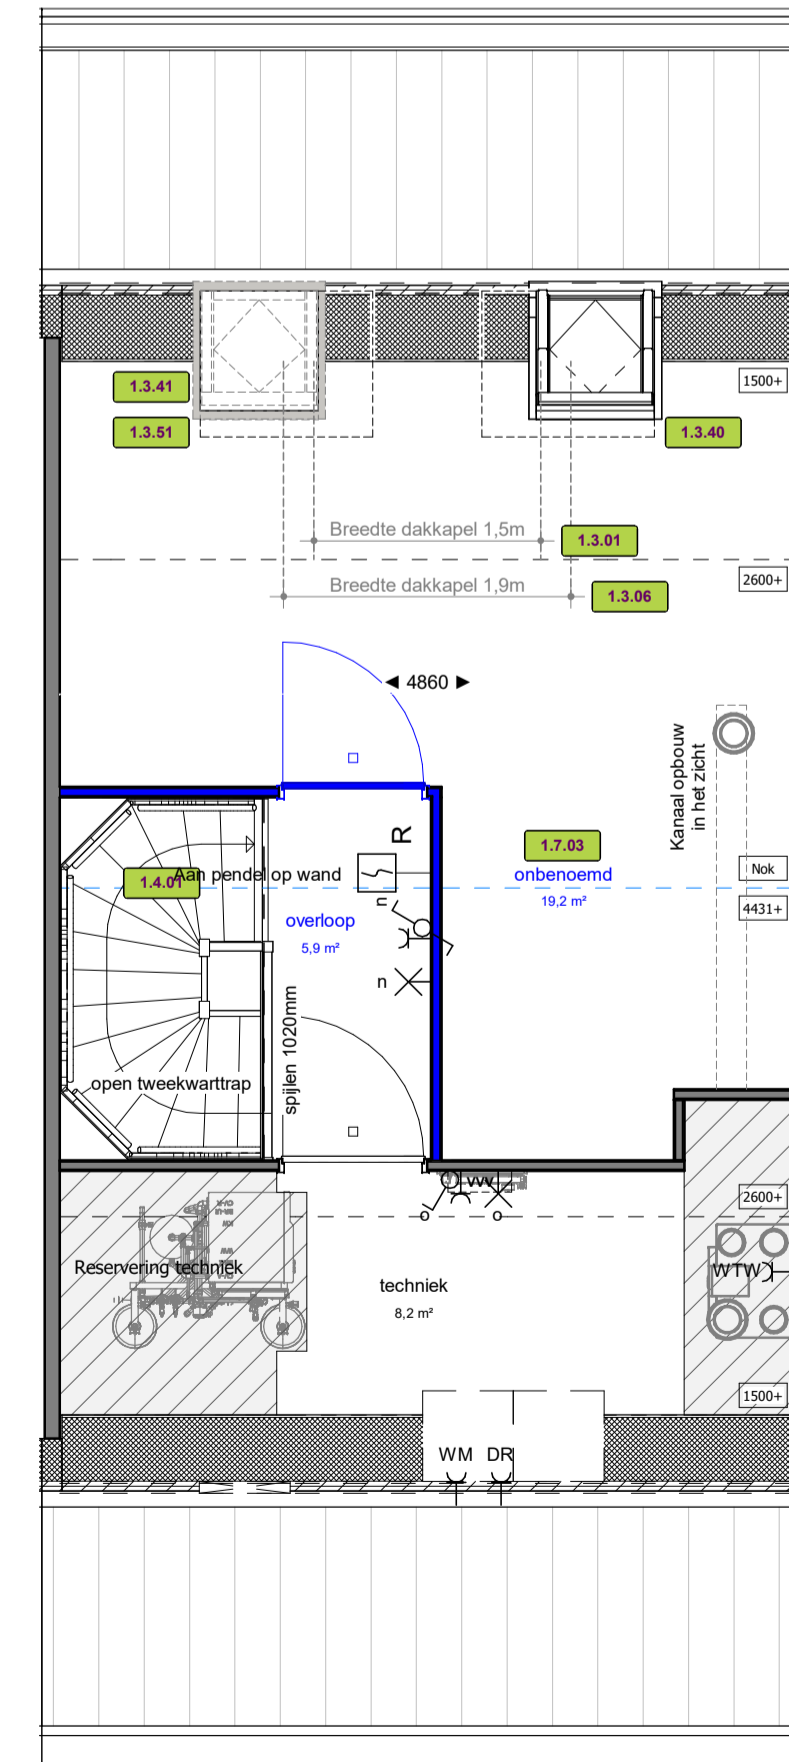 1.3.41
1500+
1.3.51
1.3.40
Breedte dakkapel 1,5m
1.3.01
2600+
Breedte dakkapel 1,9m
1.3.06
4860
Kanaal opbouw
in het zicht
R
1.7.03
Nok
1.4.01
Aan pendel op wand
onbenoemd
19,2 m²
n
4431+
overloop
5,9 m²
n
spijlen 1020mm
open tweekwarttrap
2600+
Reservering techniek
WTW
techniek
8,2 m²
1500+
WM
DR